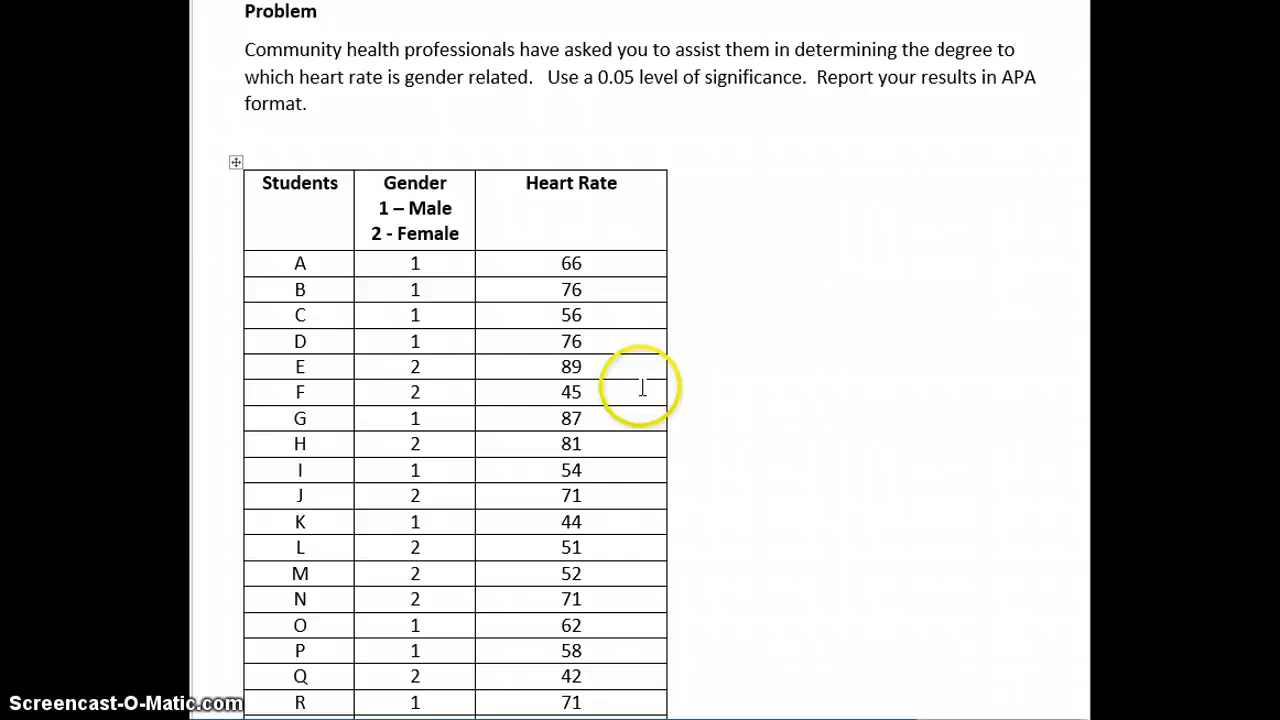 Problem
Community health professionals have asked you to assist them in determining the degree to
which heart rate is gender related. Use a 0.05 level of significance. Report your results in APA
format.
Students Gender Heart Rate
1 – Male
2 - Female
A 1 66
B 1 76
C 1 56
D 1 76
E 2 89
F 2 45
G 1 87
H 2 81
I 1 54
J 2 71
K 1 44
L 2 51
M 2 52
N 2 71
O 1 62
P 1 58
Q 2 42
R 1 71
Screencast-O-Matic.com